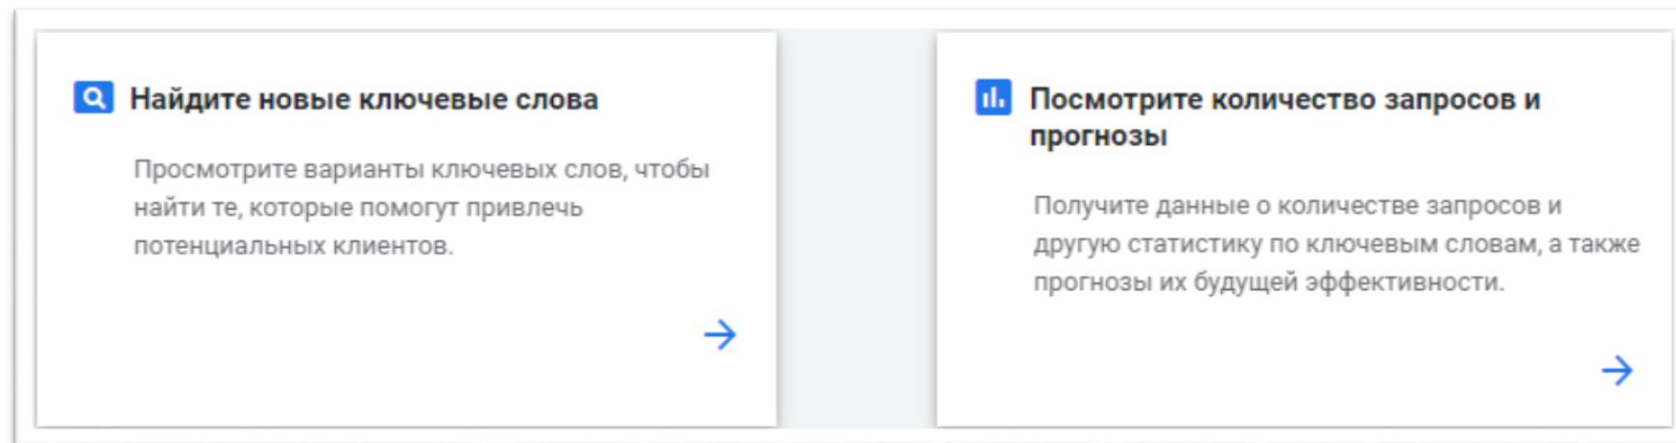 Найдите новые ключевые слова
Просмотрите варианты ключевых слов, чтобы
найти те, которые помогут привлечь
потенциальных клиентов.
Посмотрите количество запросов и
прогнозы
Получите данные о количестве запросов и
другую статистику по ключевым словам, а также
прогнозы их будущей эффективности.